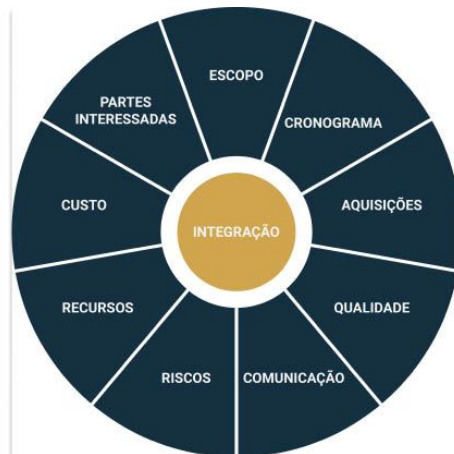 ESCOPO
PARTES
INTERESSADAS
CRONOGRAMA
CUSTO
AQUISIÇÕES
INTEGRAÇÃO
RECURSOS
QUALIDADE
RISCOS
COMUNICAÇÃO